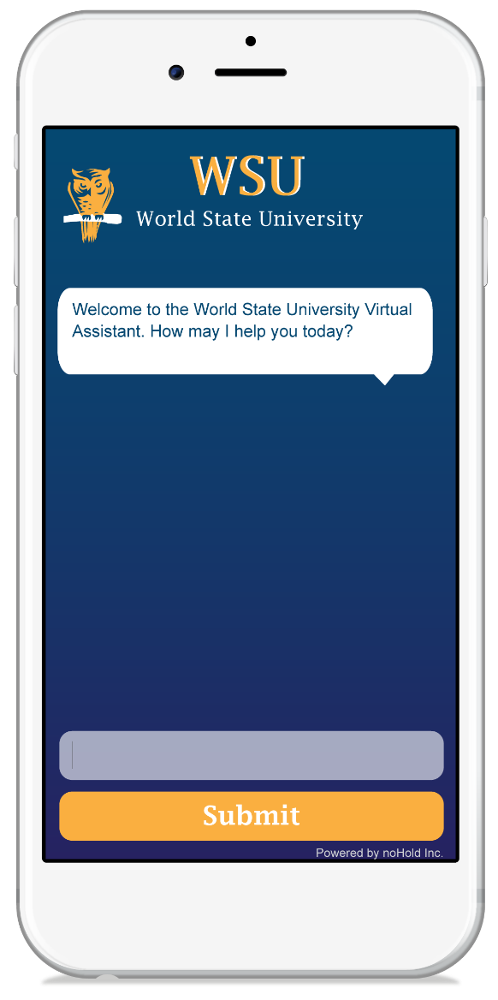 WSU
World State University
Welcome to the World State University Virtual
Assistant. How may I help you today?
Submit
Powered by noHold Inc.